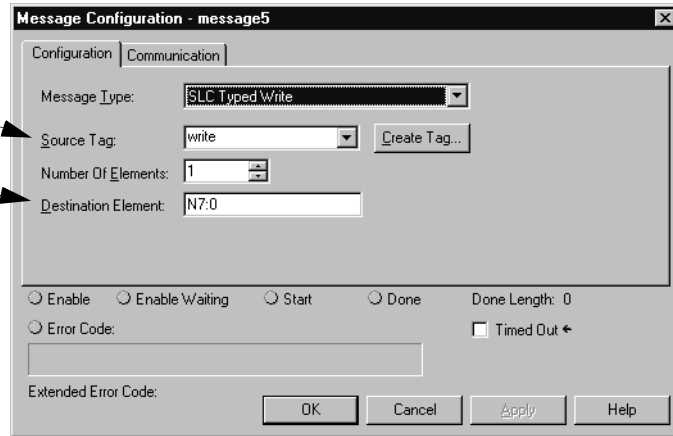 Message Configuration - message5
Configuration Communication
Message Type: SLC Typed Write
Source Tag: write Create Tag...
Number Of Elements: 1
Destination Element: N7:0
Enable Enable Waiting Start Done Done Length: 0
Error Code: Timed Out
Extended Error Code:
OK Cancel Apply Help